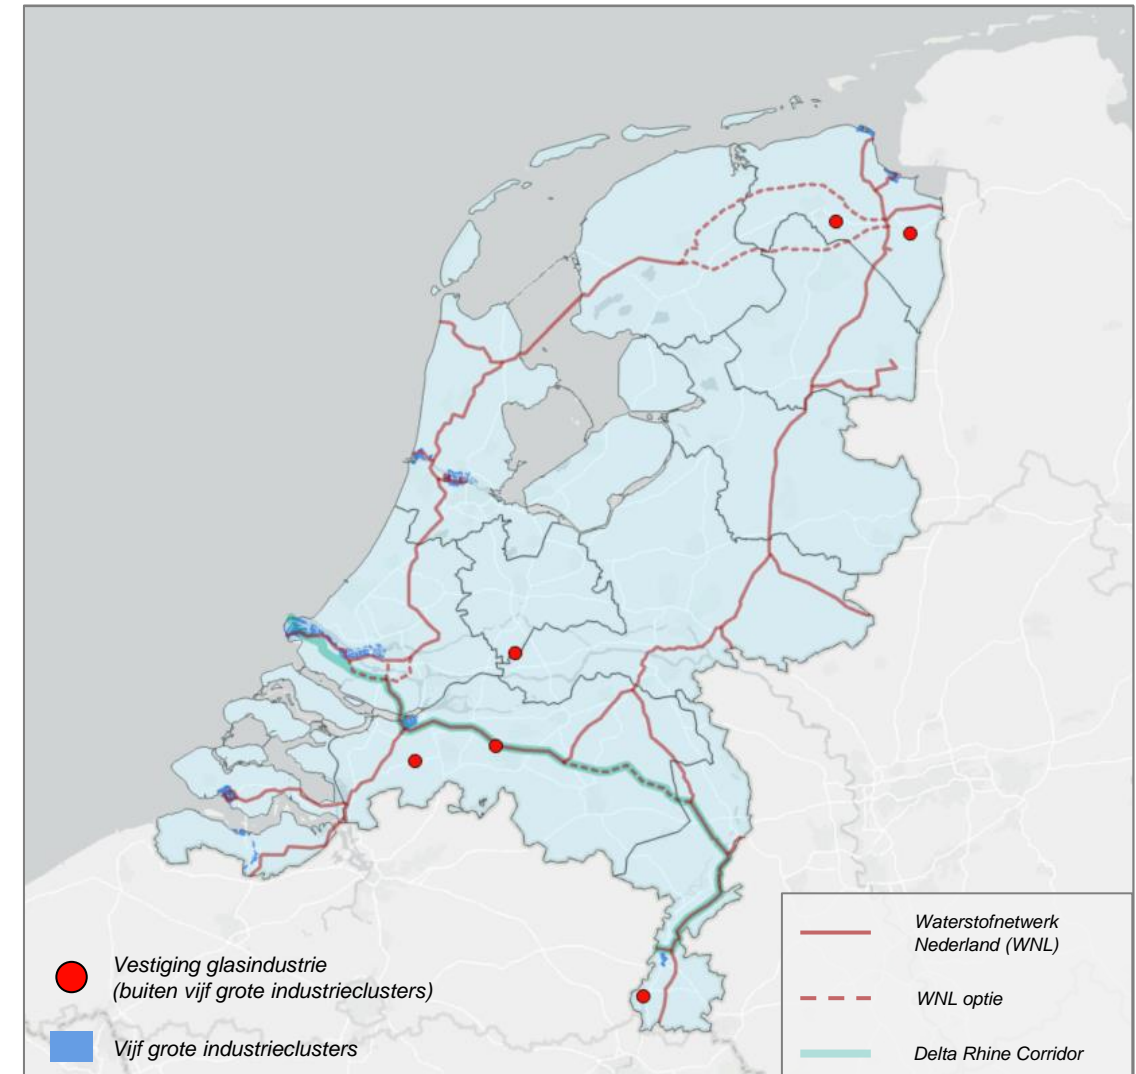 Vestiging glasindustrie
(buiten vijf grote industrieclusters)
Vijf grote industrieclusters
Waterstofnetwerk
Nederland (WNL)
WNL optie
Delta Rhine Corridor